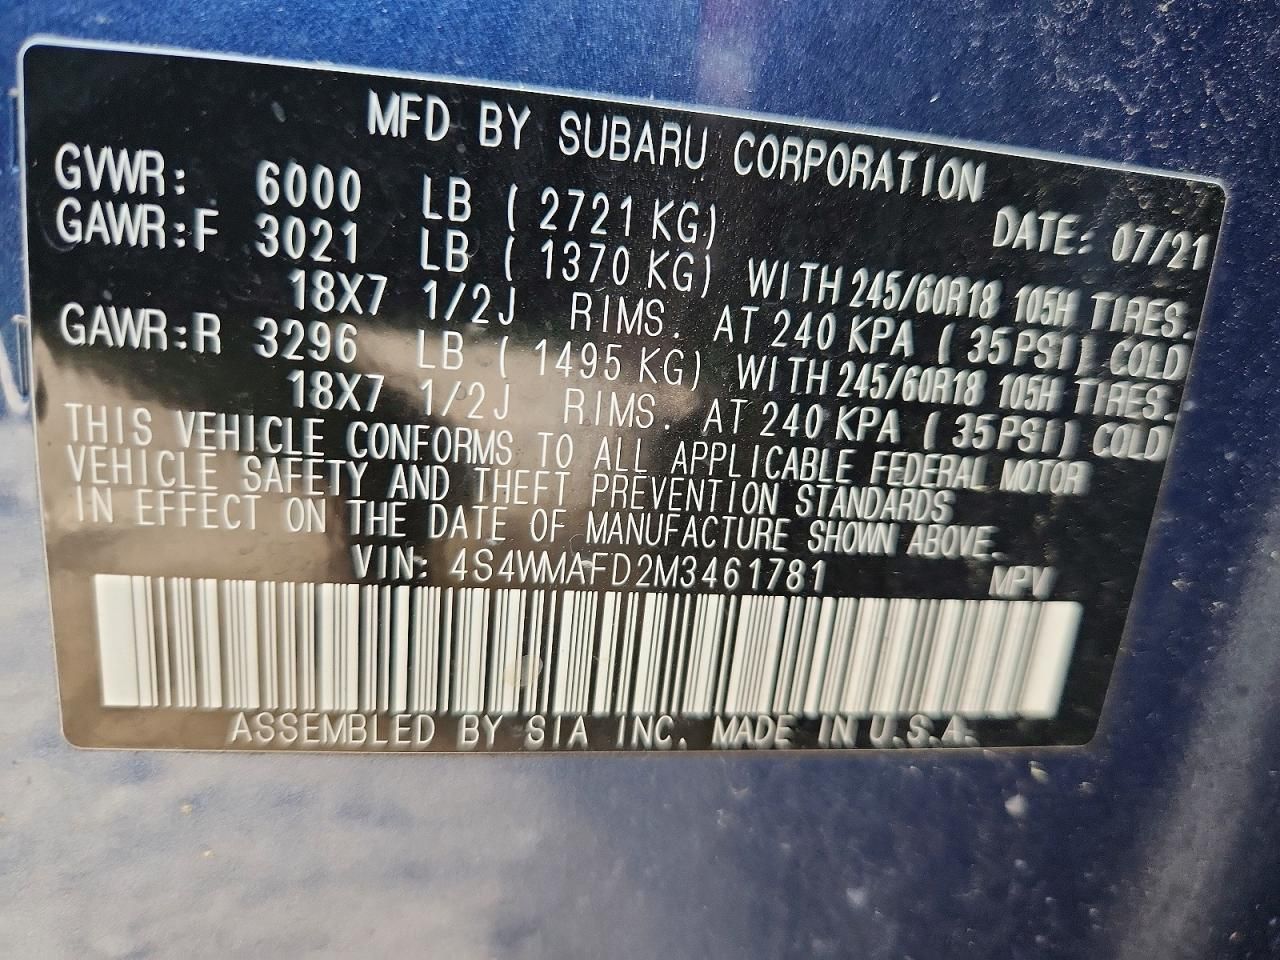 MFD BY SUBARU CORPORATION
GVWR: 6000 LB ( 2721 KG) DATE: 07/21
GAWR:F 3021 LB ( 1370 KG) WITH 245/60R18 105H TIRES.
18X7 1/2J RIMS. AT 240 KPA ( 35PSI) COLD
GAWR:R 3296 LB ( 1495 KG) WITH 245/60R18 105H TIRES.
18X7 1/2J RIMS. AT 240 KPA ( 35PSI) COLD
THIS VEHICLE CONFORMS TO ALL APPLICABLE FEDERAL MOTOR
VEHICLE SAFETY AND THEFT PREVENTION STANDARDS
IN EFFECT ON THE DATE OF MANUFACTURE SHOWN ABOVE.
VIN: 4S4WMAFD2M3461781 MPV
ASSEMBLED BY SIA INC. MADE IN U.S.A.